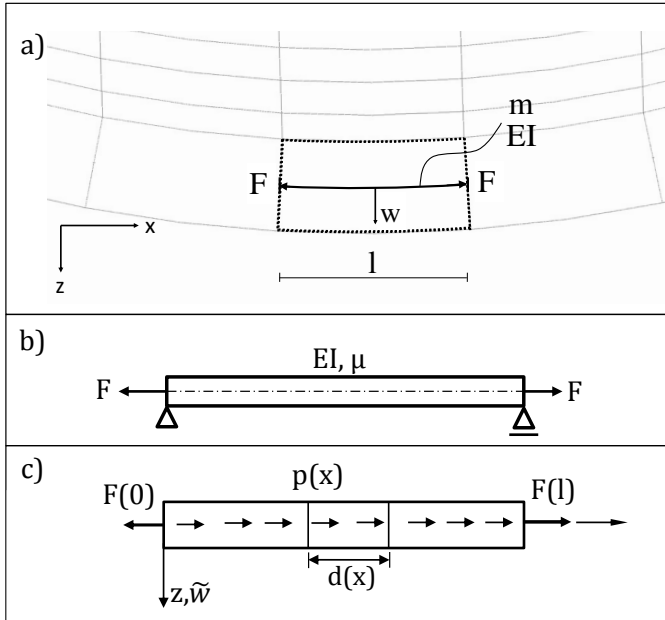 a)
m
EI
F
F
w
x
z
l
b)
EI, μ
F
F
c)
p(x)
F(0)
F(l)
d(x)
z,w̃